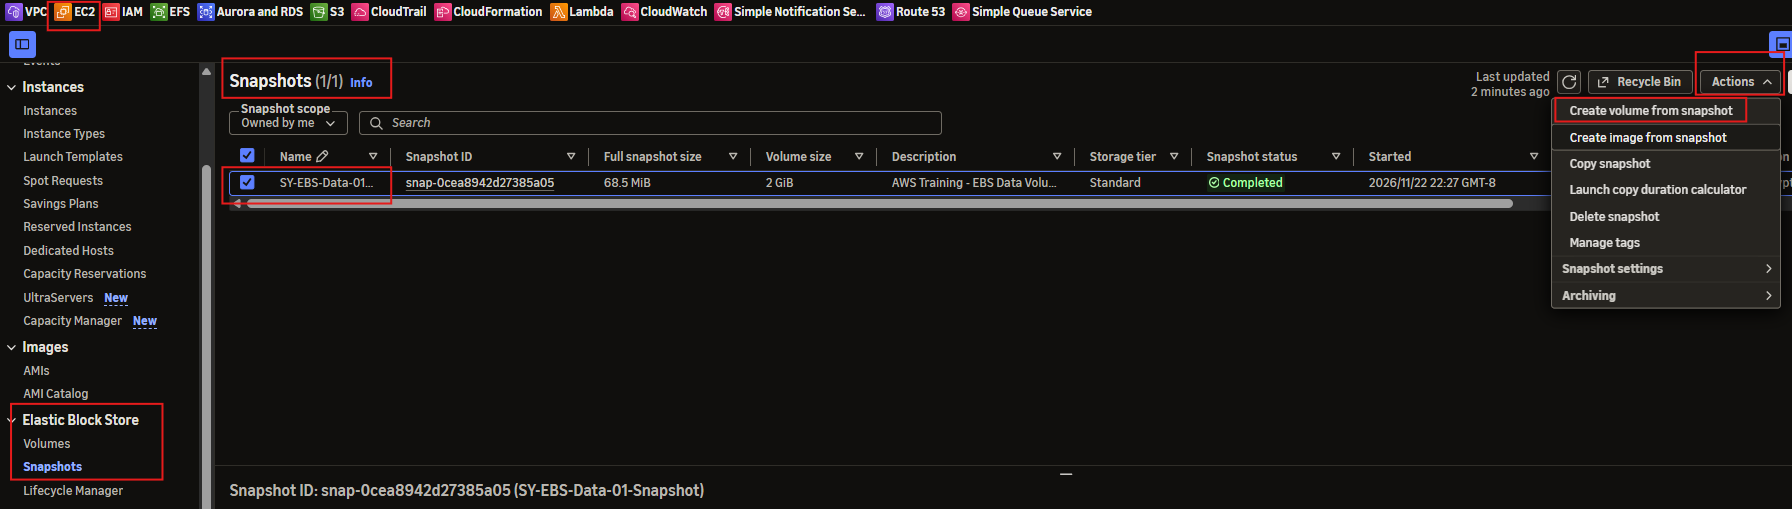 VPC EC2 IAM EFS Aurora and RDS S3 CloudTrail CloudFormation Lambda CloudWatch Simple Notification Se... Route 53 Simple Queue Service
Events
Instances
Instances
Instance Types
Launch Templates
Spot Requests
Savings Plans
Reserved Instances
Dedicated Hosts
Capacity Reservations
UltraServers New
Capacity Manager New
Images
AMIs
AMI Catalog
Elastic Block Store
Volumes
Snapshots
Lifecycle Manager
Snapshots (1/1) Info
Last updated
2 minutes ago
Recycle Bin
Actions
Snapshot scope
Owned by me
Search
Name Snapshot ID Full snapshot size Volume size Description Storage tier Snapshot status Started
SY-EBS-Data-01... snap-0cea8942d27385a05 68.5 MiB 2 GiB AWS Training - EBS Data Volu... Standard Completed 2026/11/22 22:27 GMT-8
Create volume from snapshot
Create image from snapshot
Copy snapshot
Launch copy duration calculator
Delete snapshot
Manage tags
Snapshot settings
Archiving
Snapshot ID: snap-0cea8942d27385a05 (SY-EBS-Data-01-Snapshot)